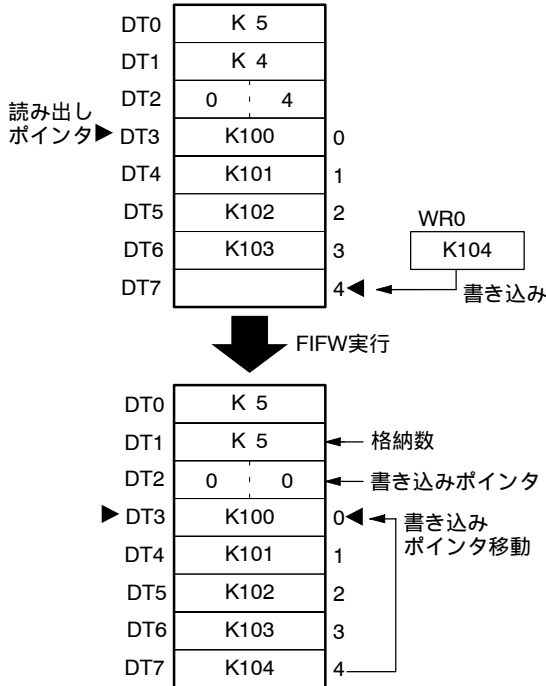 DT0 K 5
DT1 K 4
DT2 0 4
読み出し
ポインタ DT3 K100 0
DT4 K101 1
DT5 K102 2
WR0
DT6 K103 3 K104
DT7 4 書き込み
FIFW実行
DT0 K 5
DT1 K 5 格納数
DT2 0 0 書き込みポインタ
DT3 K100 0 書き込み
ポインタ移動
DT4 K101 1
DT5 K102 2
DT6 K103 3
DT7 K104 4